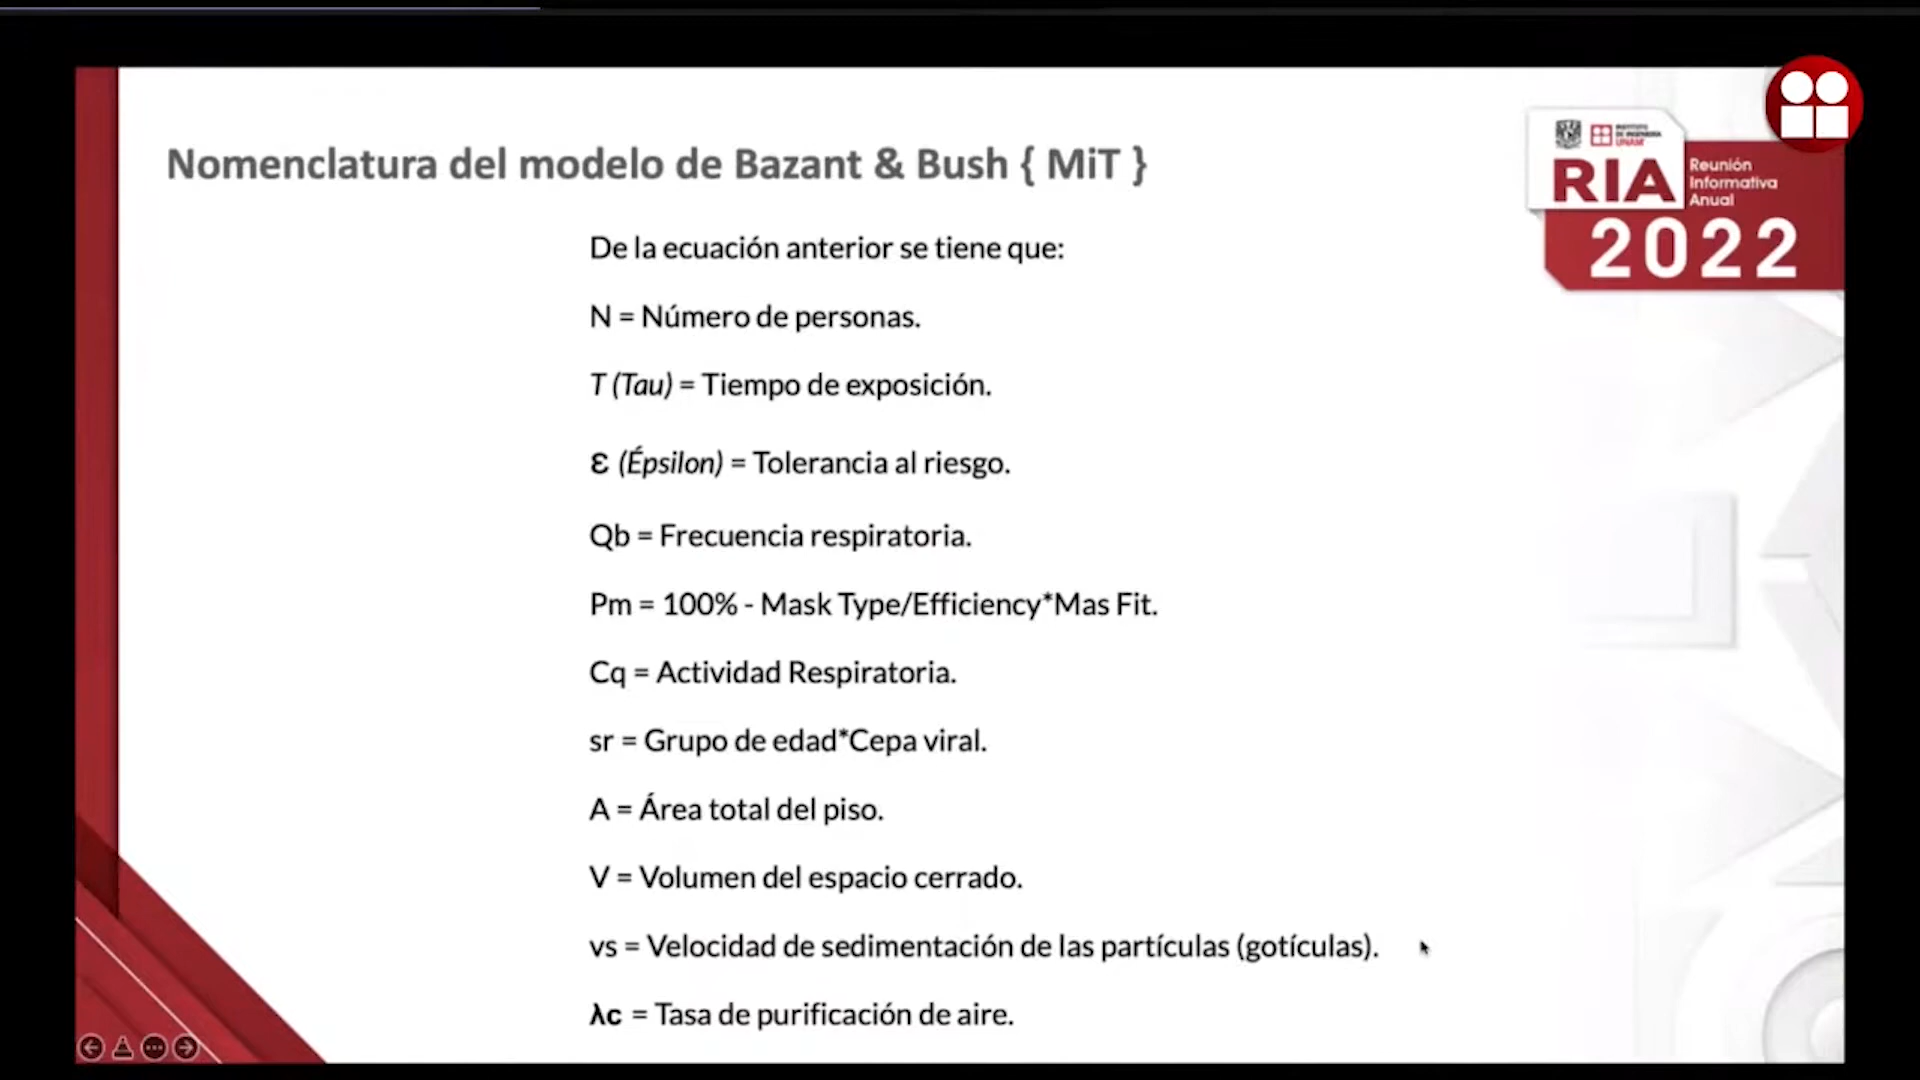 Nomenclatura del modelo de Bazant & Bush { MiT }
RIA
Reunión
Informativa
Anual
2022
De la ecuación anterior se tiene que:
N = Número de personas.
T (Tau) = Tiempo de exposición.
Ɛ (Épsilon) = Tolerancia al riesgo.
Qb = Frecuencia respiratoria.
Pm = 100% - Mask Type/Efficiency*Mas Fit.
Cq = Actividad Respiratoria.
sr = Grupo de edad*Cepa viral.
A = Área total del piso.
V = Volumen del espacio cerrado.
vs = Velocidad de sedimentación de las partículas (gotículas).
λc = Tasa de purificación de aire.